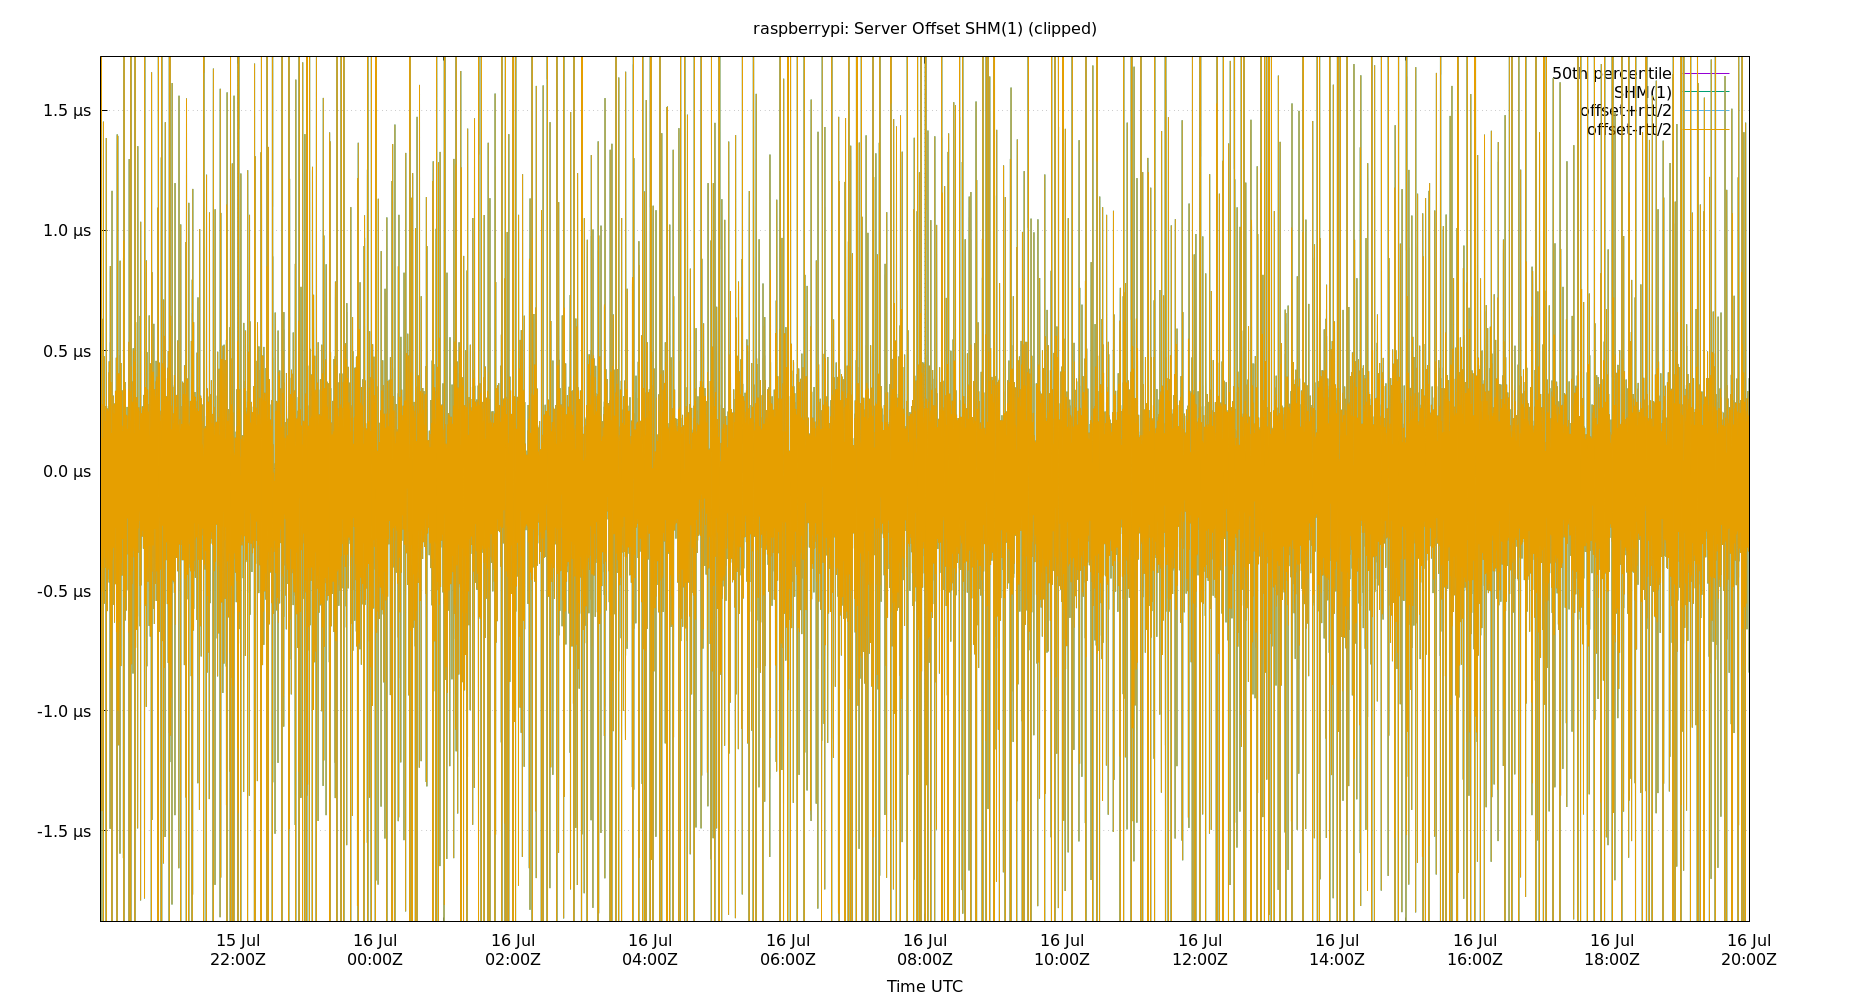 raspberrypi: Server Offset SHM(1) (clipped)
50th percentile
SHM(1)
offset+rtt/2
offset-rtt/2
1.5 µs
1.0 µs
0.5 µs
0.0 µs
-0.5 µs
-1.0 µs
-1.5 µs
15 Jul 16 Jul 16 Jul 16 Jul 16 Jul 16 Jul 16 Jul 16 Jul 16 Jul 16 Jul 16 Jul 16 Jul
22:00Z 00:00Z 02:00Z 04:00Z 06:00Z 08:00Z 10:00Z 12:00Z 14:00Z 16:00Z 18:00Z 20:00Z
Time UTC